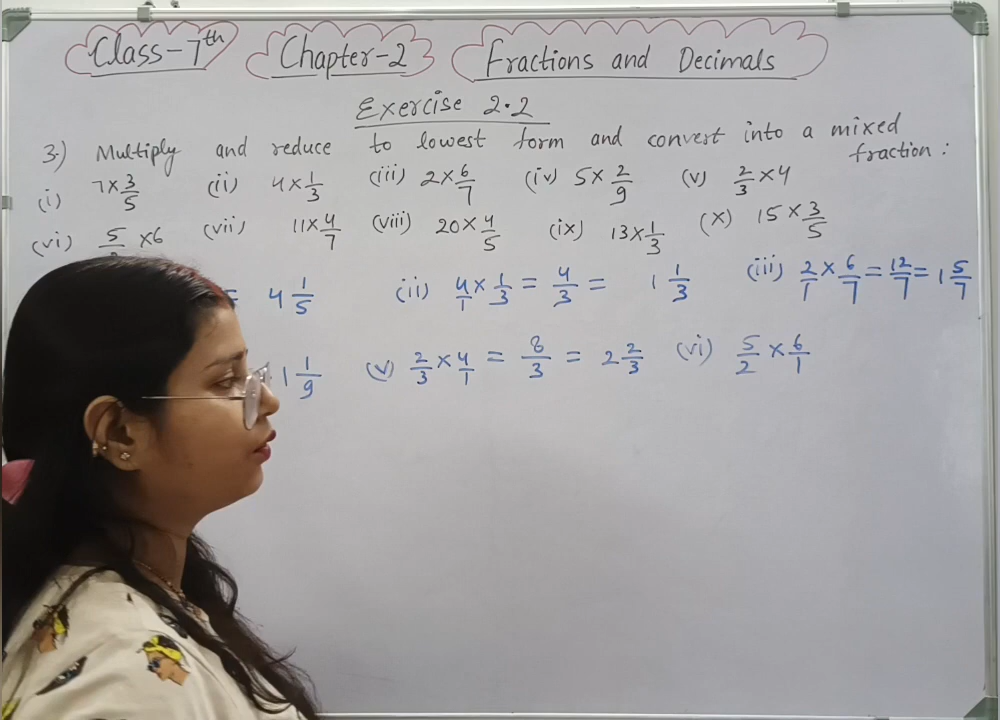 Class-7th Chapter-2 Fractions and Decimals
Exercise 2.2
3.) Multiply and reduce to lowest form and convert into a mixed fraction :
(i) 7×3/5 (ii) 4×1/3 (iii) 2×6/7 (iv) 5×2/9 (v) 2/3×4
(vi) 5/ ×6 (vii) 11×4/7 (viii) 20×4/5 (ix) 13×1/3 (x) 15×3/5
= 4 1/5 (ii) 4/1×1/3 = 4/3 = 1 1/3 (iii) 2/1×6/7=12/7=1 5/7
1 1/9 (v) 2/3×4/1 = 8/3 = 2 2/3 (vi) 5/2×6/1